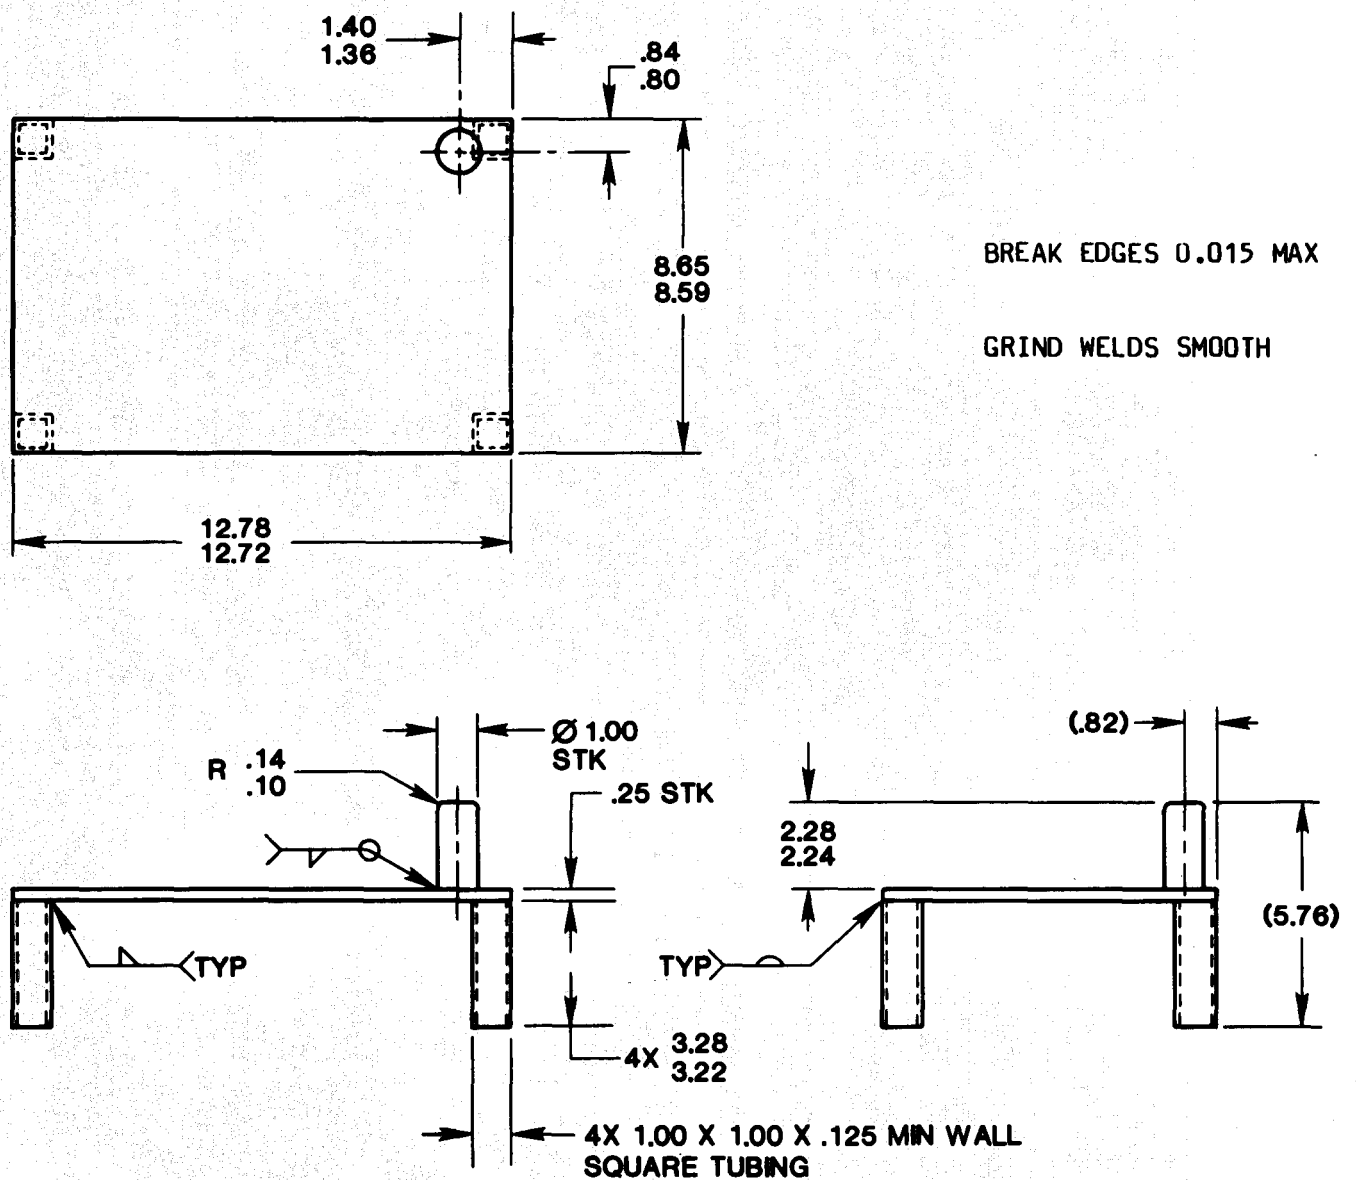 1.40
1.36
.84
.80
8.65
8.59
BREAK EDGES 0.015 MAX
GRIND WELDS SMOOTH
12.78
12.72
Ø 1.00
STK
R .14
.10
.25 STK
(.82)
2.28
2.24
(5.76)
TYP
TYP
4X 3.28
3.22
4X 1.00 X 1.00 X .125 MIN WALL
SQUARE TUBING